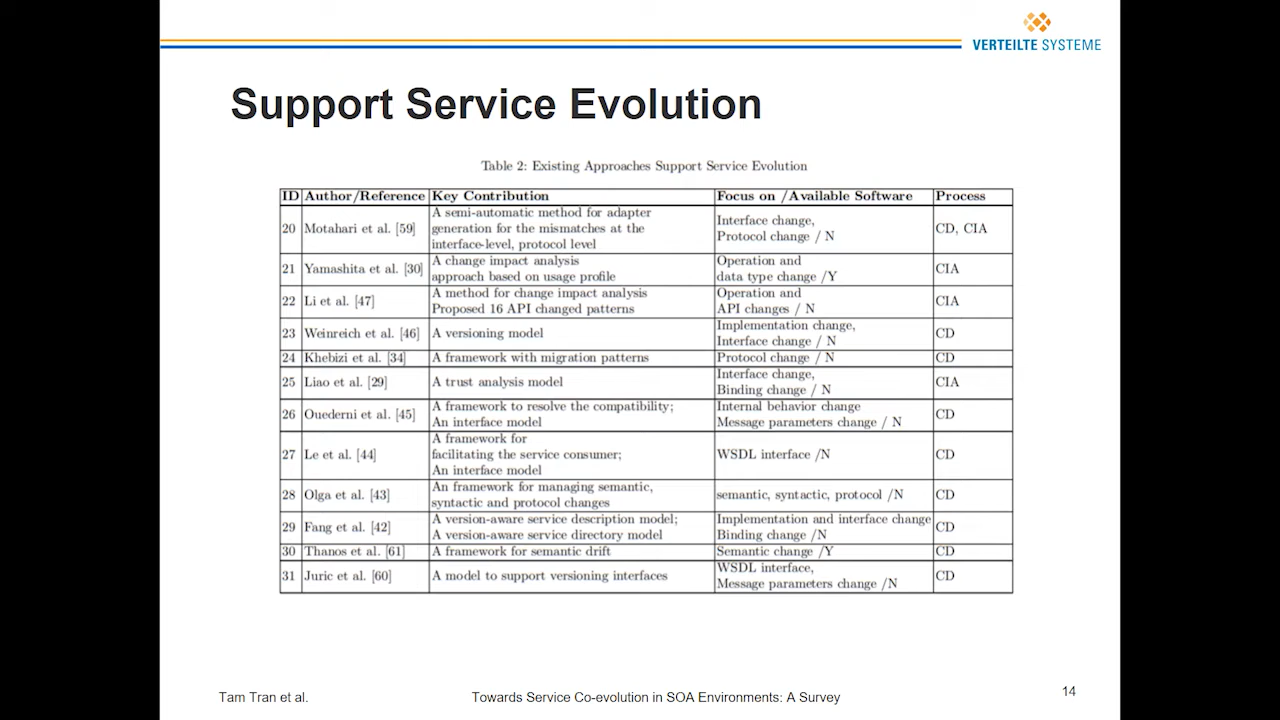 VERTEILTE SYSTEME
Support Service Evolution
Table 2: Existing Approaches Support Service Evolution
ID Author/Reference Key Contribution Focus on /Available Software Process
20 Motahari et al. [59] A semi-automatic method for adapter generation for the mismatches at the interface-level, protocol level Interface change, Protocol change / N CD, CIA
21 Yamashita et al. [30] A change impact analysis approach based on usage profile Operation and data type change /Y CIA
22 Li et al. [47] A method for change impact analysis Proposed 16 API changed patterns Operation and API changes / N CIA
23 Weinreich et al. [46] A versioning model Implementation change, Interface change / N CD
24 Khebizi et al. [34] A framework with migration patterns Protocol change / N CD
25 Liao et al. [29] A trust analysis model Interface change, Binding change / N CIA
26 Ouederni et al. [45] A framework to resolve the compatibility; An interface model Internal behavior change Message parameters change / N CD
27 Le et al. [44] A framework for facilitating the service consumer; An interface model WSDL interface /N CD
28 Olga et al. [43] An framework for managing semantic, syntactic and protocol changes semantic, syntactic, protocol /N CD
29 Fang et al. [42] A version-aware service description model; A version-aware service directory model Implementation and interface change Binding change /N CD
30 Thanos et al. [61] A framework for semantic drift Semantic change /Y CD
31 Juric et al. [60] A model to support versioning interfaces WSDL interface, Message parameters change /N CD
Tam Tran et al. Towards Service Co-evolution in SOA Environments: A Survey 14